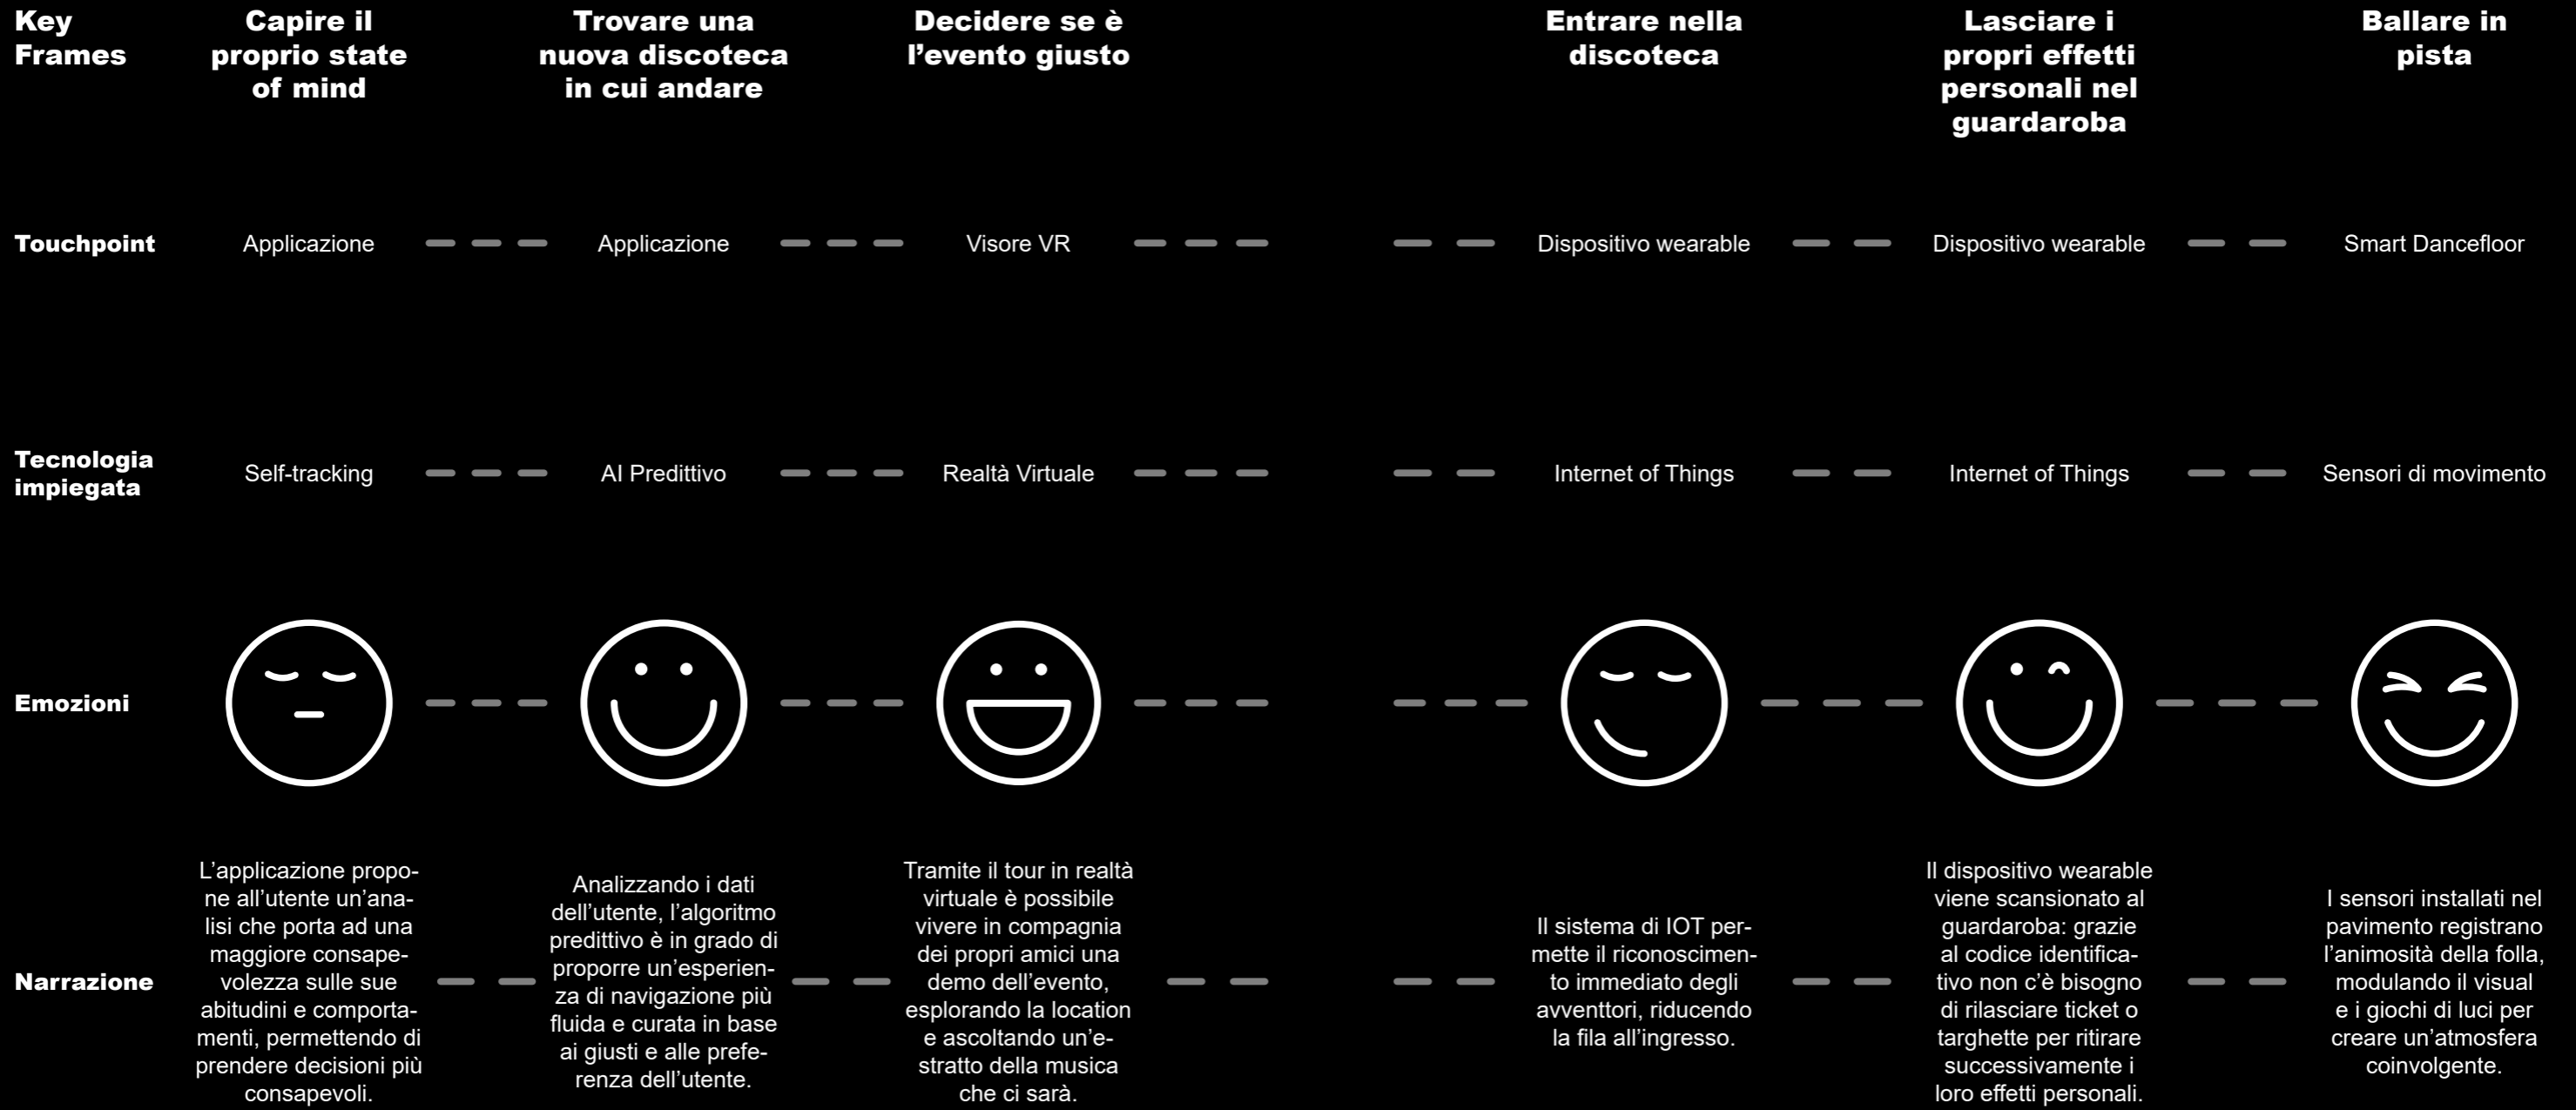 Key
Frames
Capire il
proprio state
of mind
Trovare una
nuova discoteca
in cui andare
Decidere se è
l’evento giusto
Entrare nella
discoteca
Lasciare i
propri effetti
personali nel
guardaroba
Ballare in
pista
Touchpoint
Applicazione
Applicazione
Visore VR
Dispositivo wearable
Dispositivo wearable
Smart Dancefloor
Tecnologia
impiegata
Self-tracking
AI Predittivo
Realtà Virtuale
Internet of Things
Internet of Things
Sensori di movimento
Emozioni
Narrazione
L’applicazione propo-
ne all’utente un’ana-
lisi che porta ad una
maggiore consape-
volezza sulle sue
abitudini e comporta-
menti, permettendo di
prendere decisioni più
consapevoli.
Analizzando i dati
dell’utente, l’algoritmo
predittivo è in grado di
proporre un’esperien-
za di navigazione più
fluida e curata in base
ai giusti e alle prefe-
renza dell’utente.
Tramite il tour in realtà
virtuale è possibile
vivere in compagnia
dei propri amici una
demo dell’evento,
esplorando la location
e ascoltando un’e-
stratto della musica
che ci sarà.
Il sistema di IOT per-
mette il riconoscimen-
to immediato degli
avventori, riducendo
la fila all’ingresso.
Il dispositivo wearable
viene scansionato al
guardaroba: grazie
al codice identifica-
tivo non c’è bisogno
di rilasciare ticket o
targhette per ritirare
successivamente i
loro effetti personali.
I sensori installati nel
pavimento registrano
l’animosità della folla,
modulando il visual
e i giochi di luci per
creare un’atmosfera
coinvolgente.